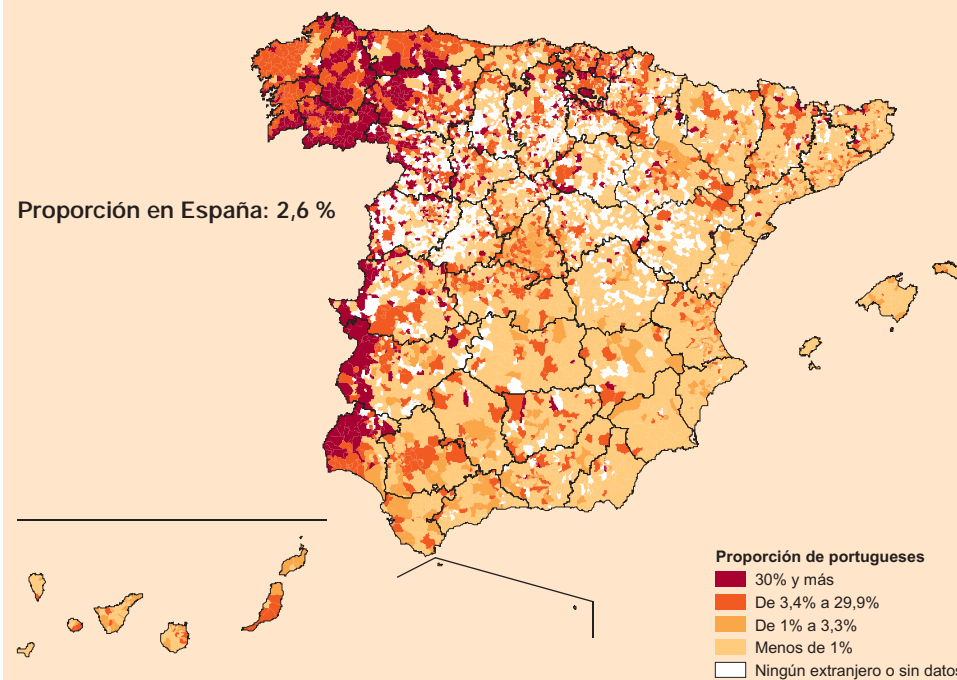 Proporción en España: 2,6 %
Proporción de portugueses
30% y más
De 3,4% a 29,9%
De 1% a 3,3%
Menos de 1%
Ningún extranjero o sin datos